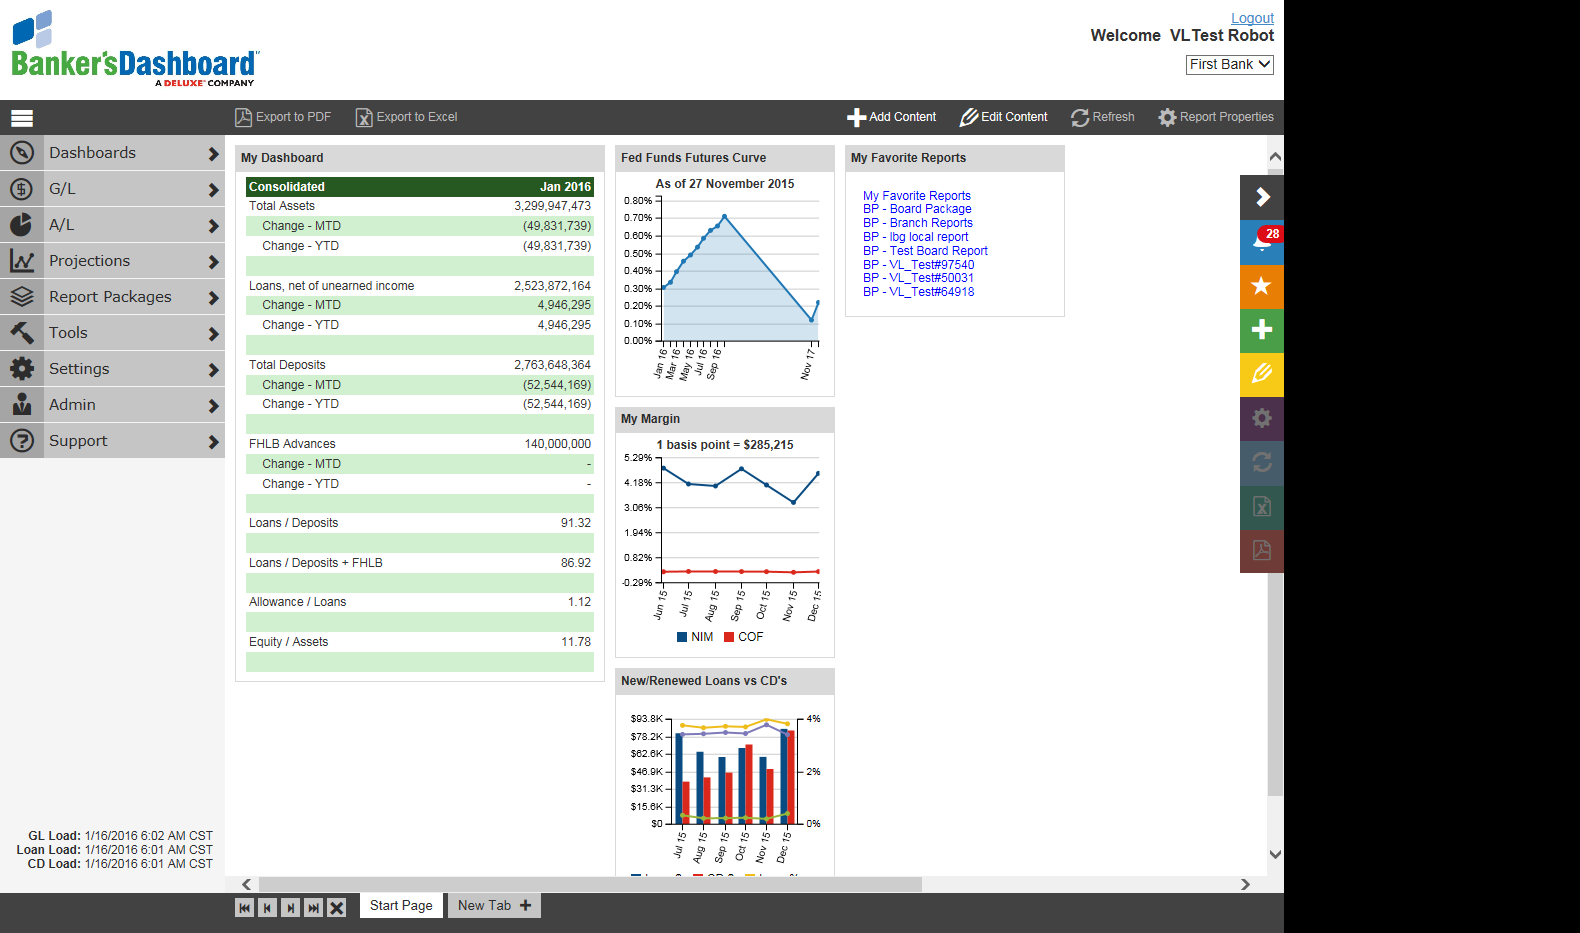 Logout
Welcome VLTest Robot
First Bank
Banker'sDashboard
A DELUXE COMPANY
Export to PDF
Export to Excel
Add Content
Edit Content
Refresh
Report Properties
Dashboards
G/L
A/L
Projections
Report Packages
Tools
Settings
Admin
Support
GL Load: 1/16/2016 6:02 AM CST
Loan Load: 1/16/2016 6:01 AM CST
CD Load: 1/16/2016 6:01 AM CST
My Dashboard
Consolidated Jan 2016
Total Assets 3,299,947,473
Change - MTD (49,831,739)
Change - YTD (49,831,739)
Loans, net of unearned income 2,523,872,164
Change - MTD 4,946,295
Change - YTD 4,946,295
Total Deposits 2,763,648,364
Change - MTD (52,544,169)
Change - YTD (52,544,169)
FHLB Advances 140,000,000
Change - MTD -
Change - YTD -
Loans / Deposits 91.32
Loans / Deposits + FHLB 86.92
Allowance / Loans 1.12
Equity / Assets 11.78
Fed Funds Futures Curve
As of 27 November 2015
0.80%
0.70%
0.60%
0.50%
0.40%
0.30%
0.20%
0.10%
0.00%
Jan 16
Mar 16
May 16
Jul 16
Sep 16
Nov 17
My Margin
1 basis point = $285,215
5.29%
4.18%
3.06%
1.94%
0.82%
-0.29%
Jun 15
Jul 15
Aug 15
Sep 15
Oct 15
Nov 15
Dec 15
NIM
COF
New/Renewed Loans vs CD's
$93.8K
$78.2K
$62.6K
$46.9K
$31.3K
$15.6K
$0
4%
2%
0%
Jul 15
Aug 15
Sep 15
Oct 15
Nov 15
Dec 15
My Favorite Reports
My Favorite Reports
BP - Board Package
BP - Branch Reports
BP - lbg local report
BP - Test Board Report
BP - VL_Test#97540
BP - VL_Test#50031
BP - VL_Test#64918
28
Start Page
New Tab